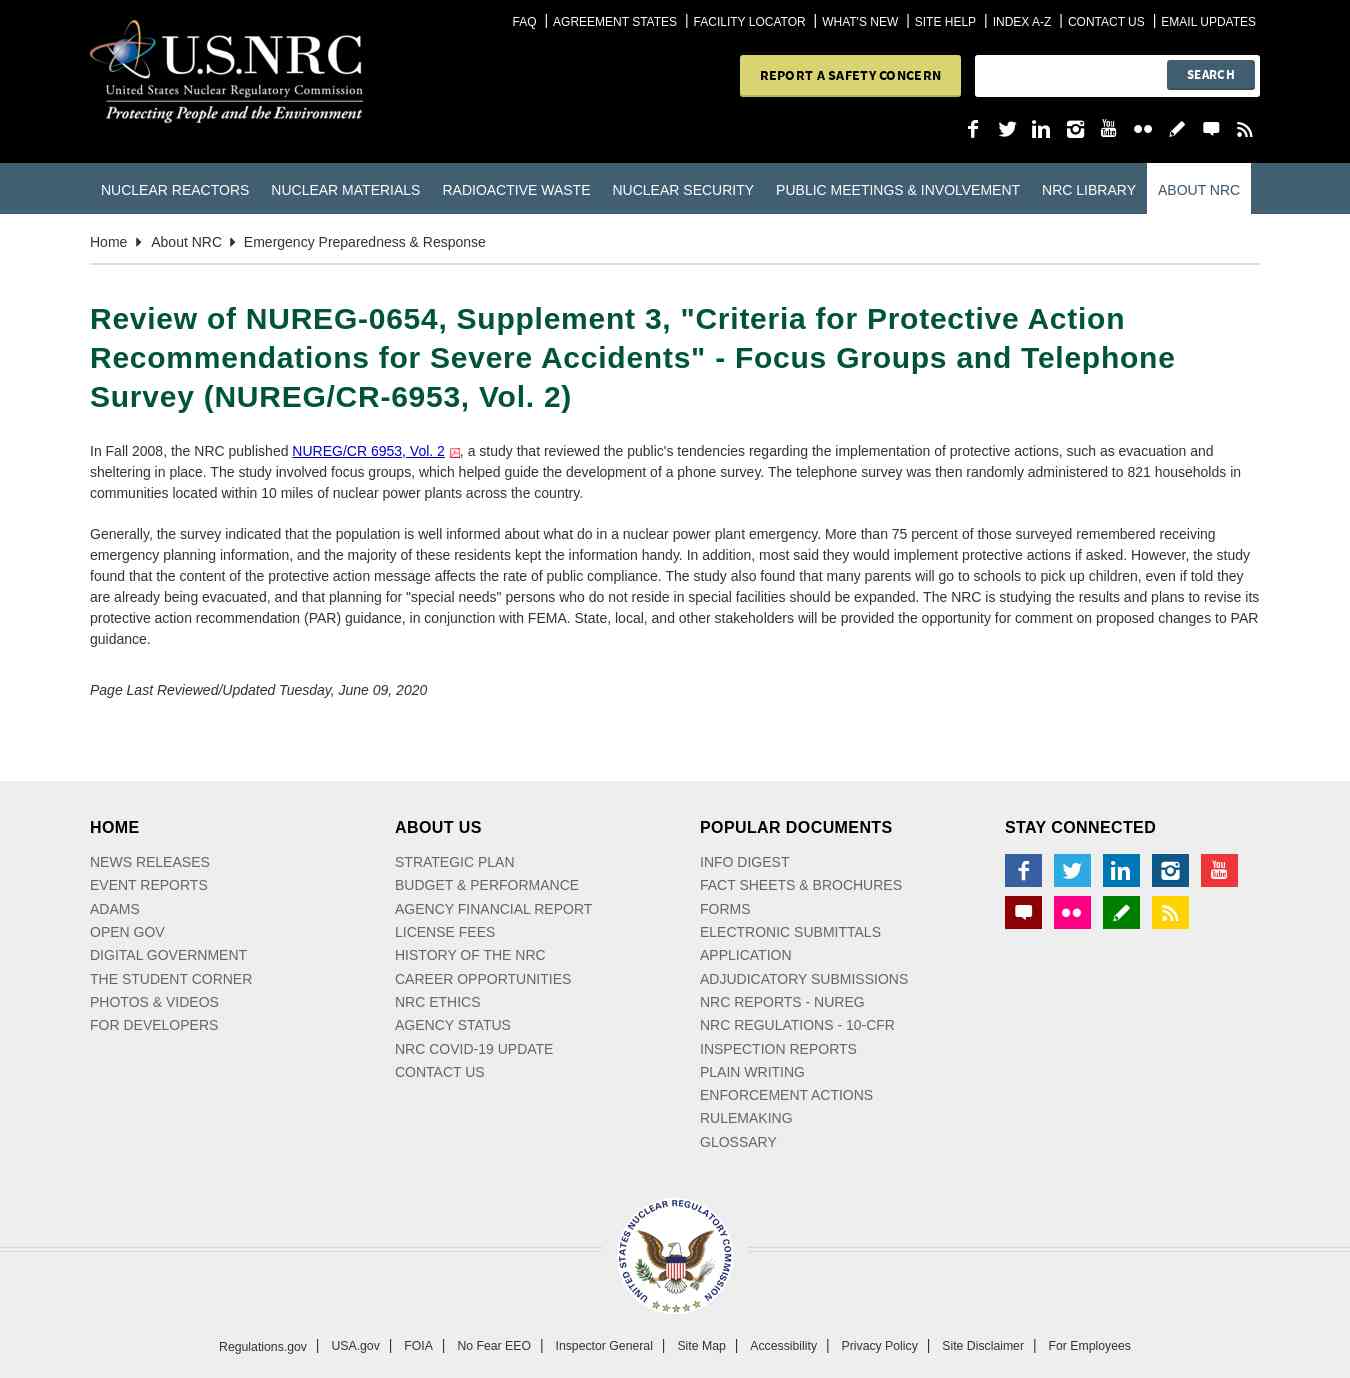 FAQ | AGREEMENT STATES | FACILITY LOCATOR | WHAT'S NEW | SITE HELP | INDEX A-Z | CONTACT US | EMAIL UPDATES
U.S.NRC
United States Nuclear Regulatory Commission
Protecting People and the Environment
REPORT A SAFETY CONCERN
SEARCH
You Tube
NUCLEAR REACTORS NUCLEAR MATERIALS RADIOACTIVE WASTE NUCLEAR SECURITY PUBLIC MEETINGS & INVOLVEMENT NRC LIBRARY ABOUT NRC
Home About NRC Emergency Preparedness & Response
Review of NUREG-0654, Supplement 3, "Criteria for Protective Action
Recommendations for Severe Accidents" - Focus Groups and Telephone
Survey (NUREG/CR-6953, Vol. 2)
In Fall 2008, the NRC published NUREG/CR 6953, Vol. 2 , a study that reviewed the public's tendencies regarding the implementation of protective actions, such as evacuation and
sheltering in place. The study involved focus groups, which helped guide the development of a phone survey. The telephone survey was then randomly administered to 821 households in
communities located within 10 miles of nuclear power plants across the country.
Generally, the survey indicated that the population is well informed about what do in a nuclear power plant emergency. More than 75 percent of those surveyed remembered receiving
emergency planning information, and the majority of these residents kept the information handy. In addition, most said they would implement protective actions if asked. However, the study
found that the content of the protective action message affects the rate of public compliance. The study also found that many parents will go to schools to pick up children, even if told they
are already being evacuated, and that planning for "special needs" persons who do not reside in special facilities should be expanded. The NRC is studying the results and plans to revise its
protective action recommendation (PAR) guidance, in conjunction with FEMA. State, local, and other stakeholders will be provided the opportunity for comment on proposed changes to PAR
guidance.
Page Last Reviewed/Updated Tuesday, June 09, 2020
HOME
NEWS RELEASES
EVENT REPORTS
ADAMS
OPEN GOV
DIGITAL GOVERNMENT
THE STUDENT CORNER
PHOTOS & VIDEOS
FOR DEVELOPERS
ABOUT US
STRATEGIC PLAN
BUDGET & PERFORMANCE
AGENCY FINANCIAL REPORT
LICENSE FEES
HISTORY OF THE NRC
CAREER OPPORTUNITIES
NRC ETHICS
AGENCY STATUS
NRC COVID-19 UPDATE
CONTACT US
POPULAR DOCUMENTS
INFO DIGEST
FACT SHEETS & BROCHURES
FORMS
ELECTRONIC SUBMITTALS
APPLICATION
ADJUDICATORY SUBMISSIONS
NRC REPORTS - NUREG
NRC REGULATIONS - 10-CFR
INSPECTION REPORTS
PLAIN WRITING
ENFORCEMENT ACTIONS
RULEMAKING
GLOSSARY
STAY CONNECTED
You Tube
UNITED STATES NUCLEAR REGULATORY COMMISSION
Regulations.gov | USA.gov | FOIA | No Fear EEO | Inspector General | Site Map | Accessibility | Privacy Policy | Site Disclaimer | For Employees